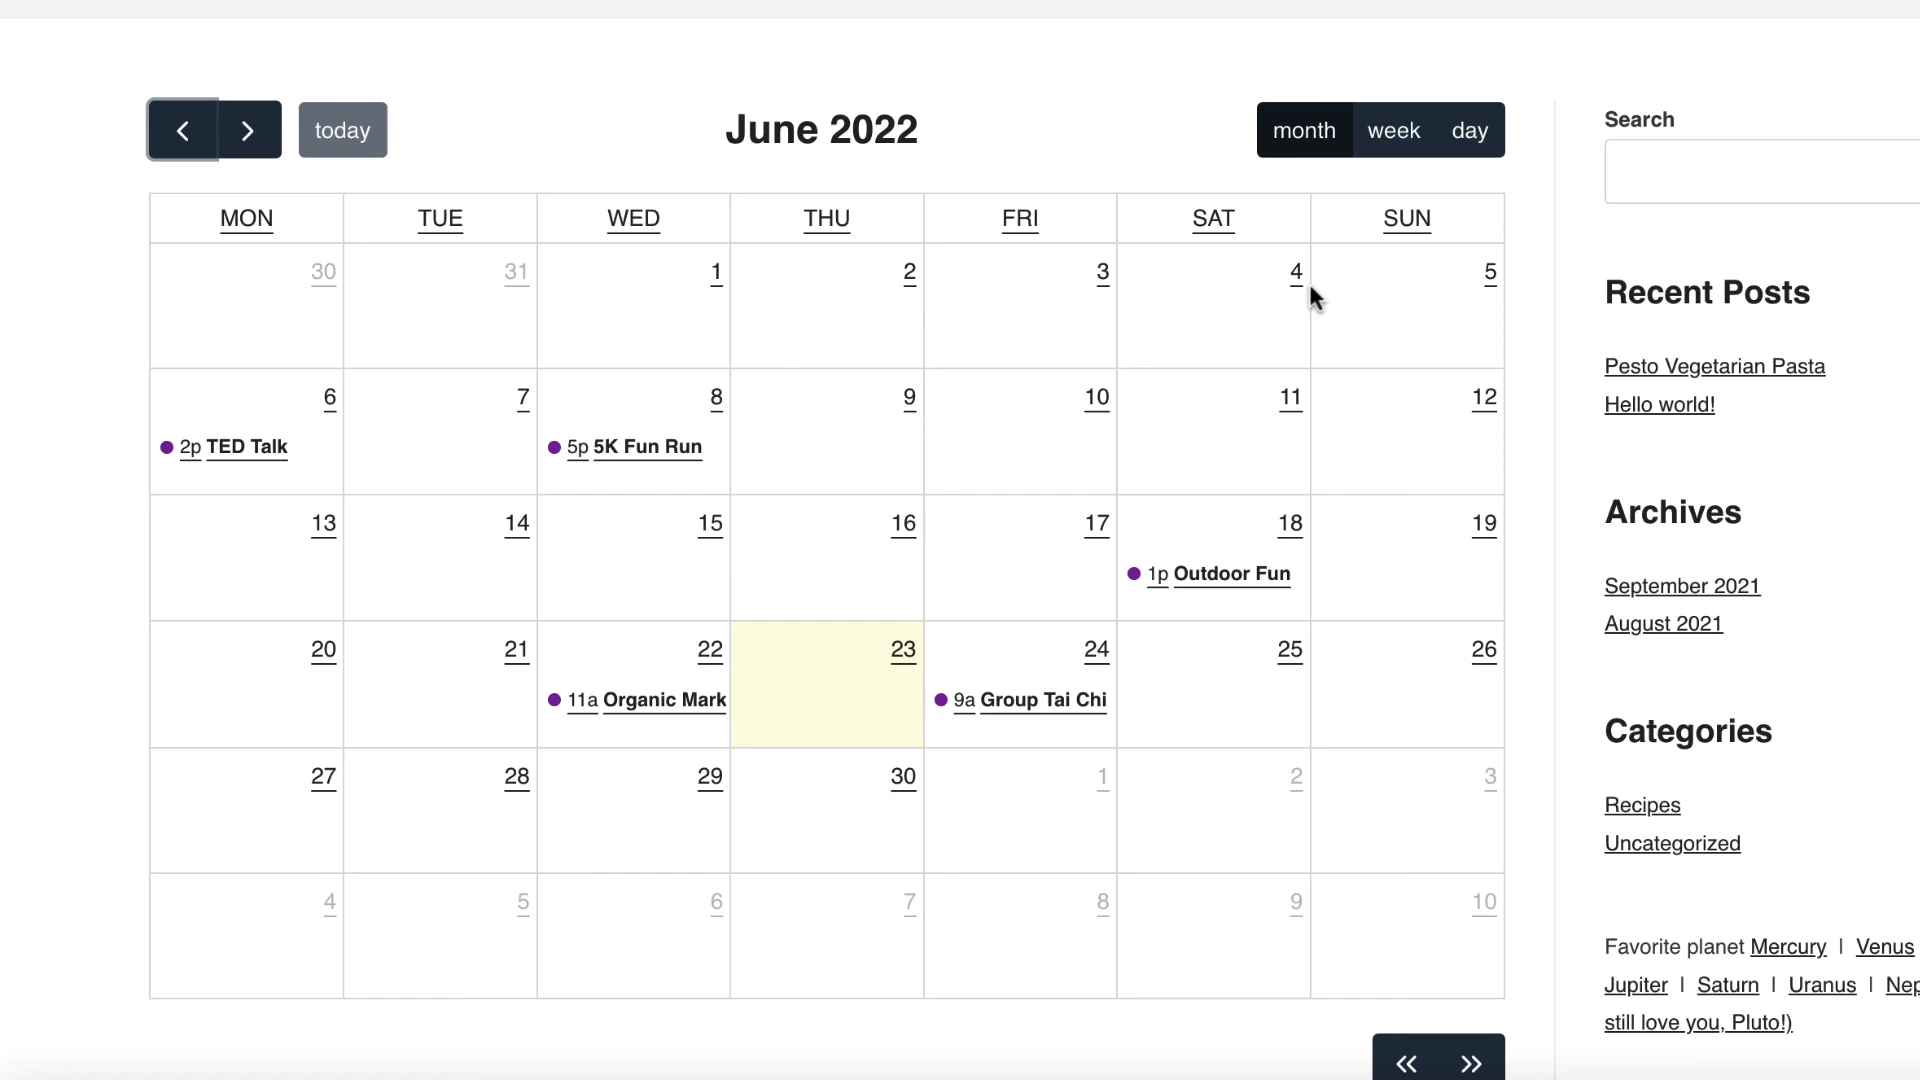 today
June 2022
month week day
MON TUE WED THU FRI SAT SUN
30 31 1 2 3 4 5
6 7 8 9 10 11 12
2p TED Talk 5p 5K Fun Run
13 14 15 16 17 18 19
1p Outdoor Fun
20 21 22 23 24 25 26
11a Organic Mark 9a Group Tai Chi
27 28 29 30 1 2 3
4 5 6 7 8 9 10
Search
Recent Posts
Pesto Vegetarian Pasta
Hello world!
Archives
September 2021
August 2021
Categories
Recipes
Uncategorized
Favorite planet Mercury | Venus
Jupiter | Saturn | Uranus | Nep
still love you, Pluto!)